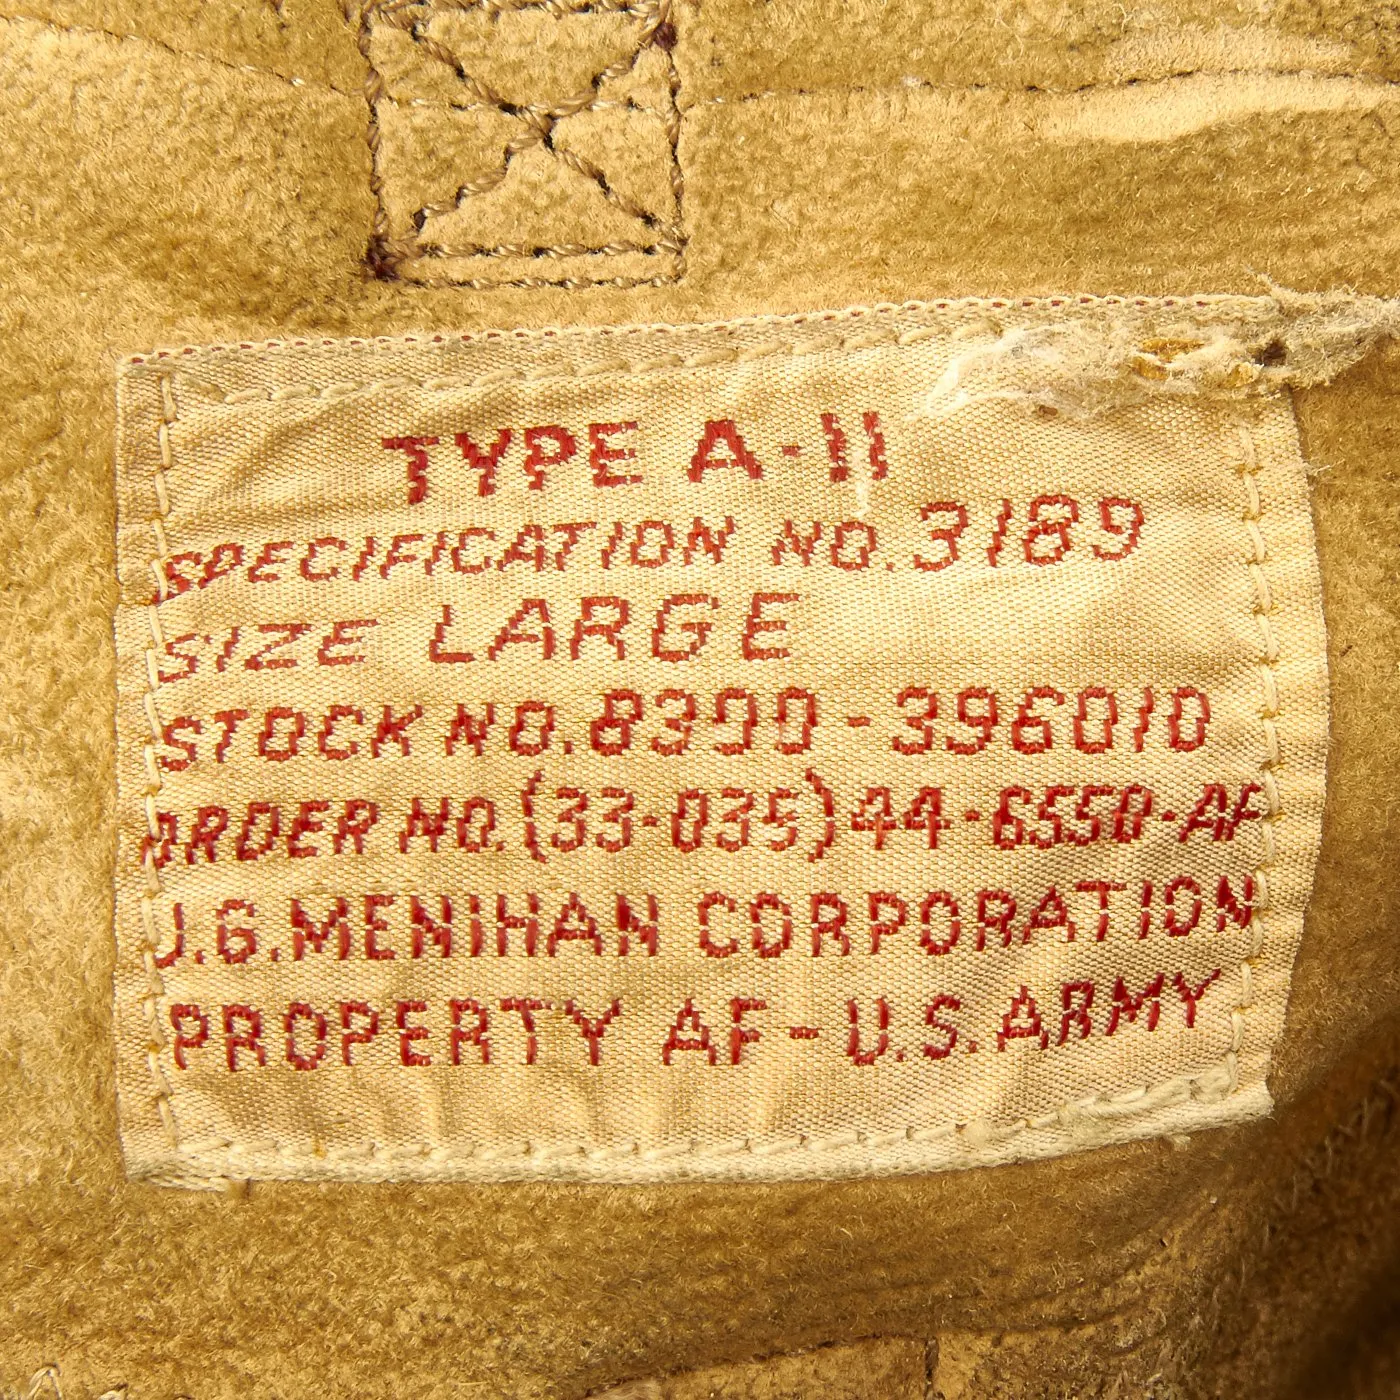 TYPE A-11
SPECIFICATION NO. 3189
SIZE LARGE
STOCK NO. 8300-396010
ORDER NO. (33-035) 44-6550-AF
J.G. MENIHAN CORPORATION
PROPERTY AF-U.S. ARMY